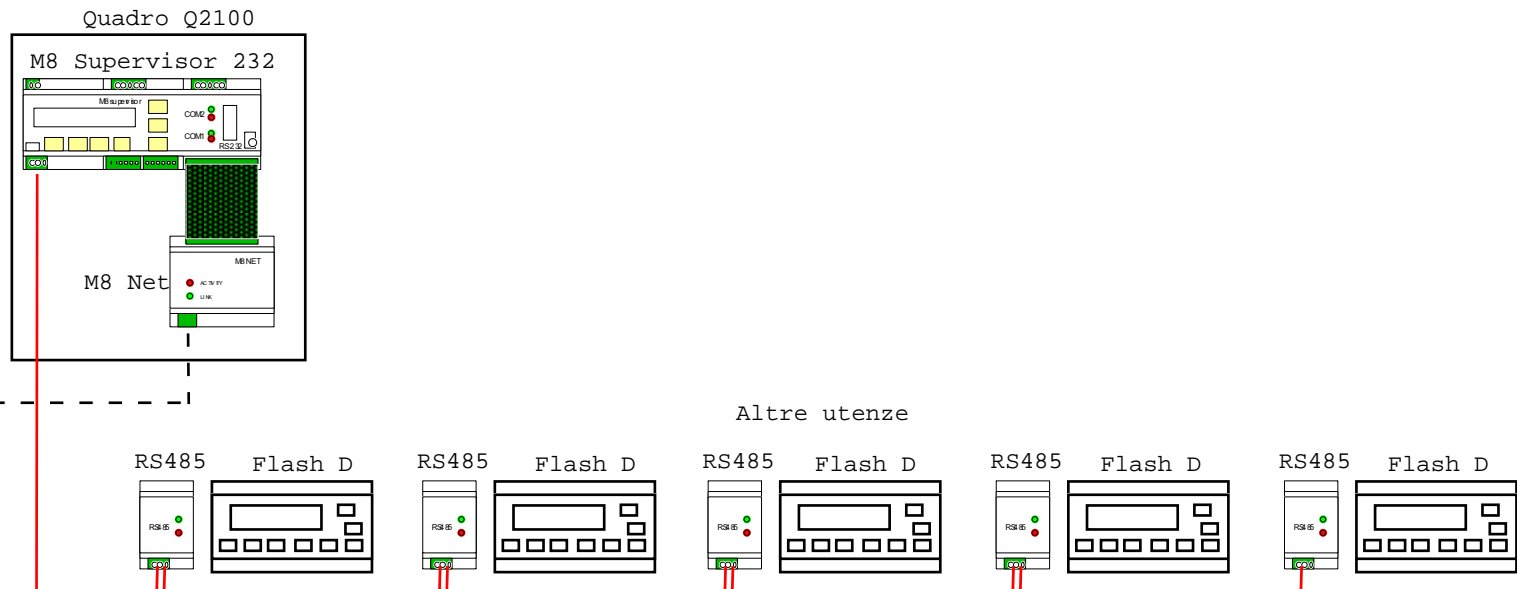 Quadro Q2100
M8 Supervisor 232
M8supervisor
COM2
COM1
RS232
M8NET
M8 Net
ACTIVITY
LINK
Altre utenze
RS485 Flash D RS485 Flash D RS485 Flash D RS485 Flash D RS485 Flash D
RS485 RS485 RS485 RS485 RS485